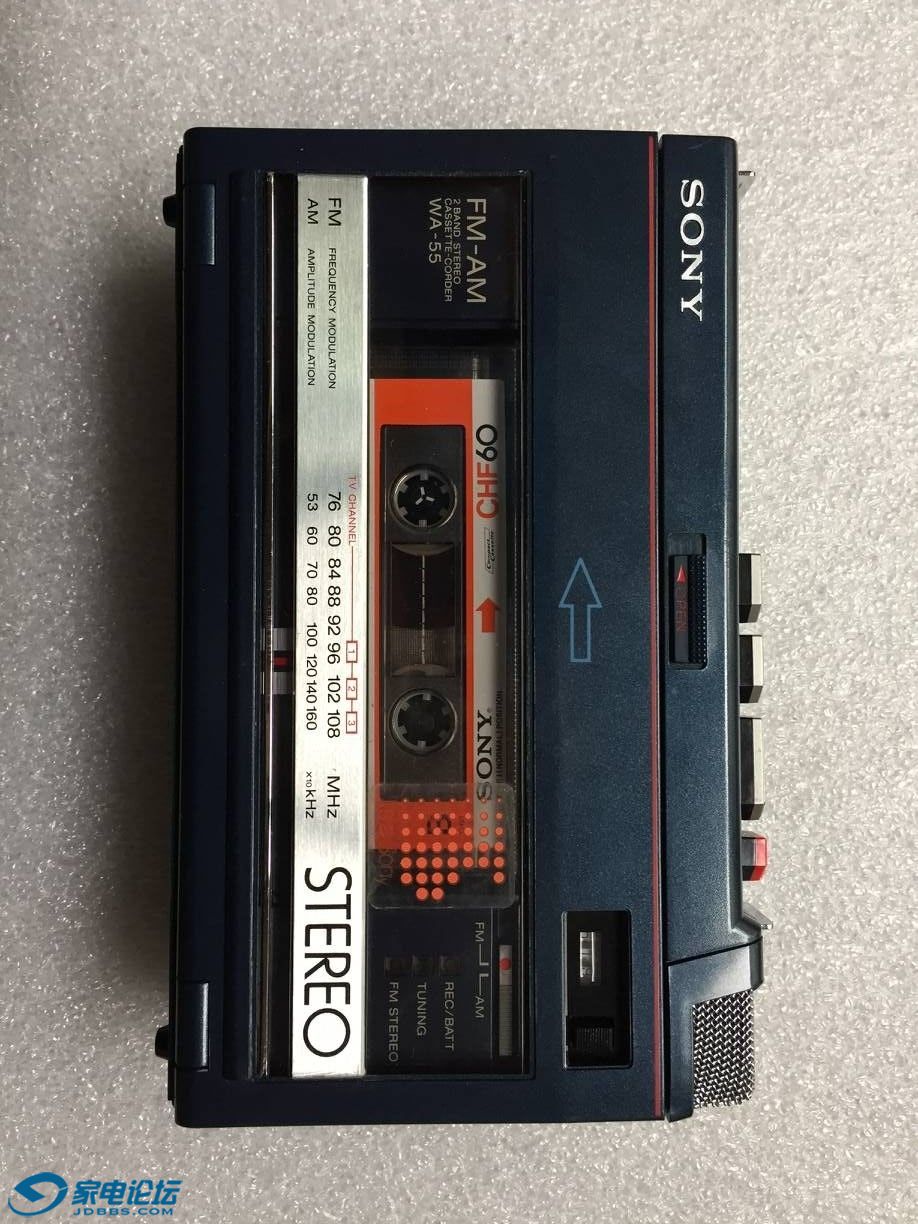 SONY
FM-AM
2 BAND STEREO
CASSETTE-CORDER
WA-55
CHF
60
SONY
OPEN
TV CHANNEL 1 2 3
FM FREQUENCY MODULATION 76 80 84 88 92 96 102 108 MHz
AM AMPLITUDE MODULATION 53 60 70 80 100 120 140 160 x10 kHz
STEREO
FM AM
REC/BATT
TUNING
FM STEREO
家电论坛
JDBBS.COM